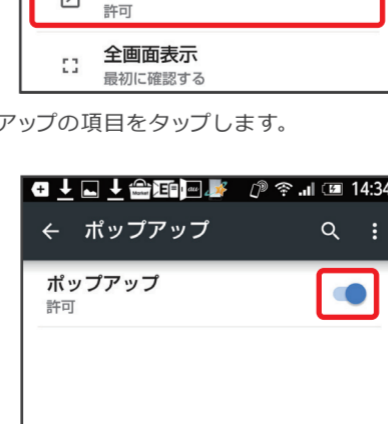 許可
全画面表示
最初に確認する
アップの項目をタップします。
14:34
ポップアップ
ポップアップ
許可